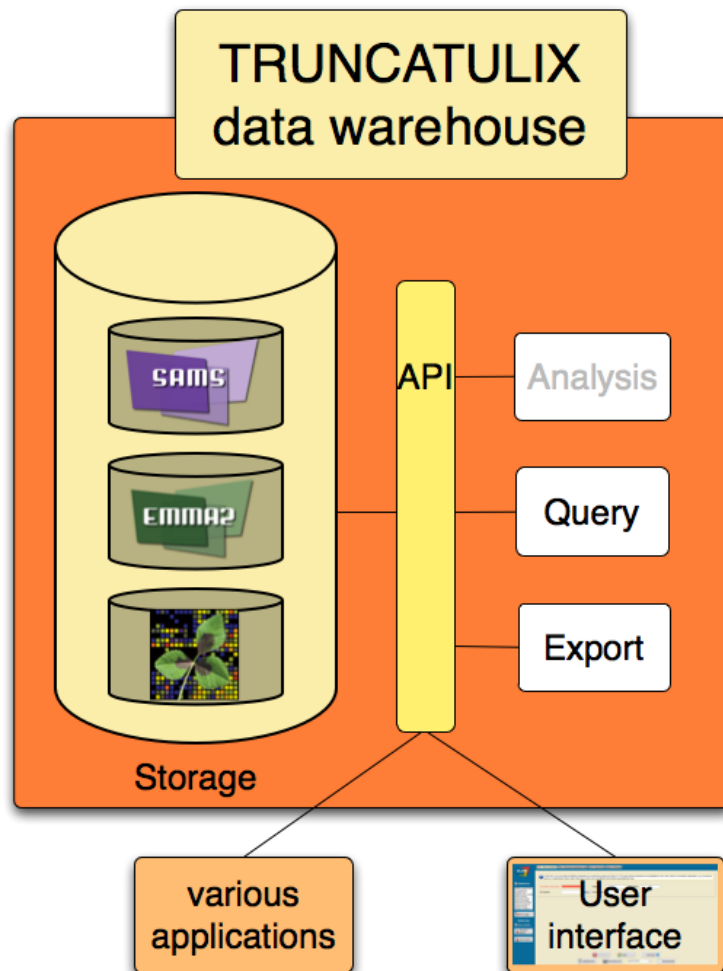 TRUNCATULIX
data warehouse
SAMS
EMMA2
Storage
API
Analysis
Query
Export
various
applications
User
interface